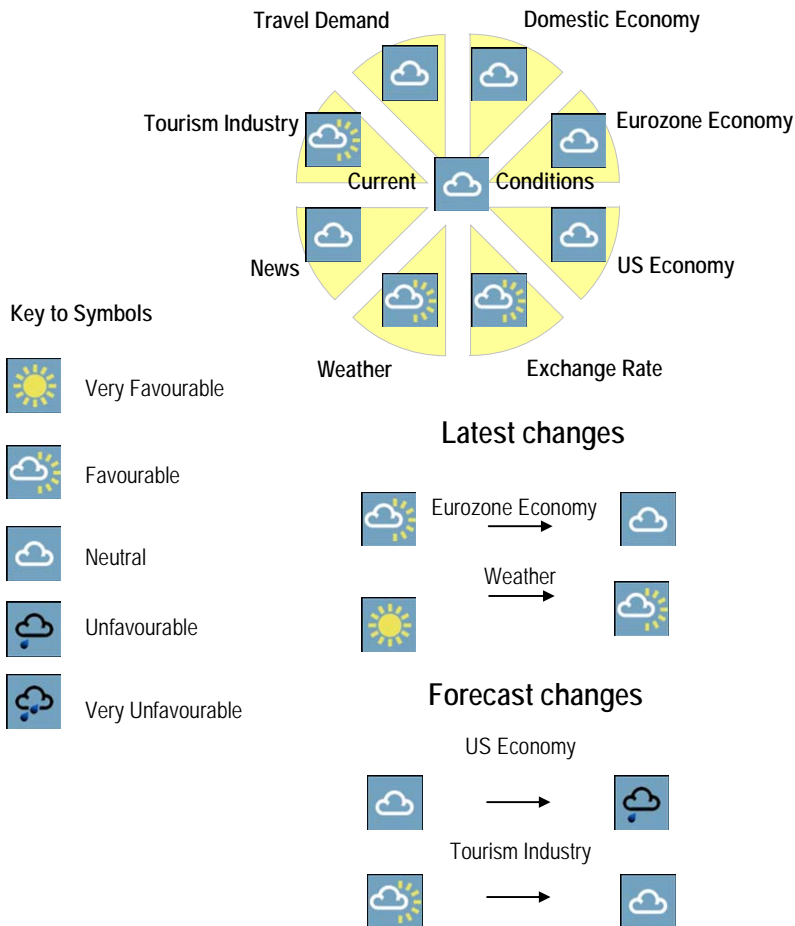 Travel Demand
Domestic Economy
Tourism Industry
Eurozone Economy
Current
Conditions
News
US Economy
Weather
Exchange Rate
Key to Symbols
Very Favourable
Favourable
Neutral
Unfavourable
Very Unfavourable
Latest changes
Eurozone Economy
Weather
Forecast changes
US Economy
Tourism Industry